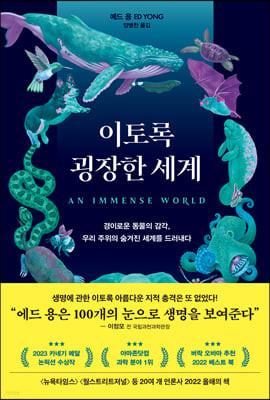 에드 용 ED YONG
양병찬 옮김
이토록
굉장한 세계
AN IMMENSE WORLD
경이로운 동물의 감각,
우리 주위의 숨겨진 세계를 드러내다
생명에 관한 이토록 아름다운 지적 충격은 또 없었다!
“에드 용은 100개의 눈으로 생명을 보여준다”
— 이정모 전 국립과천과학관장
★★★
2023 카네기 메달
논픽션 수상작
★★★
아마존닷컴
과학 분야 1위
★★★
버락 오바마 추천
2022 베스트 북
〈뉴욕타임스〉 〈월스트리트저널〉 등 20여 개 언론사 2022 올해의 책